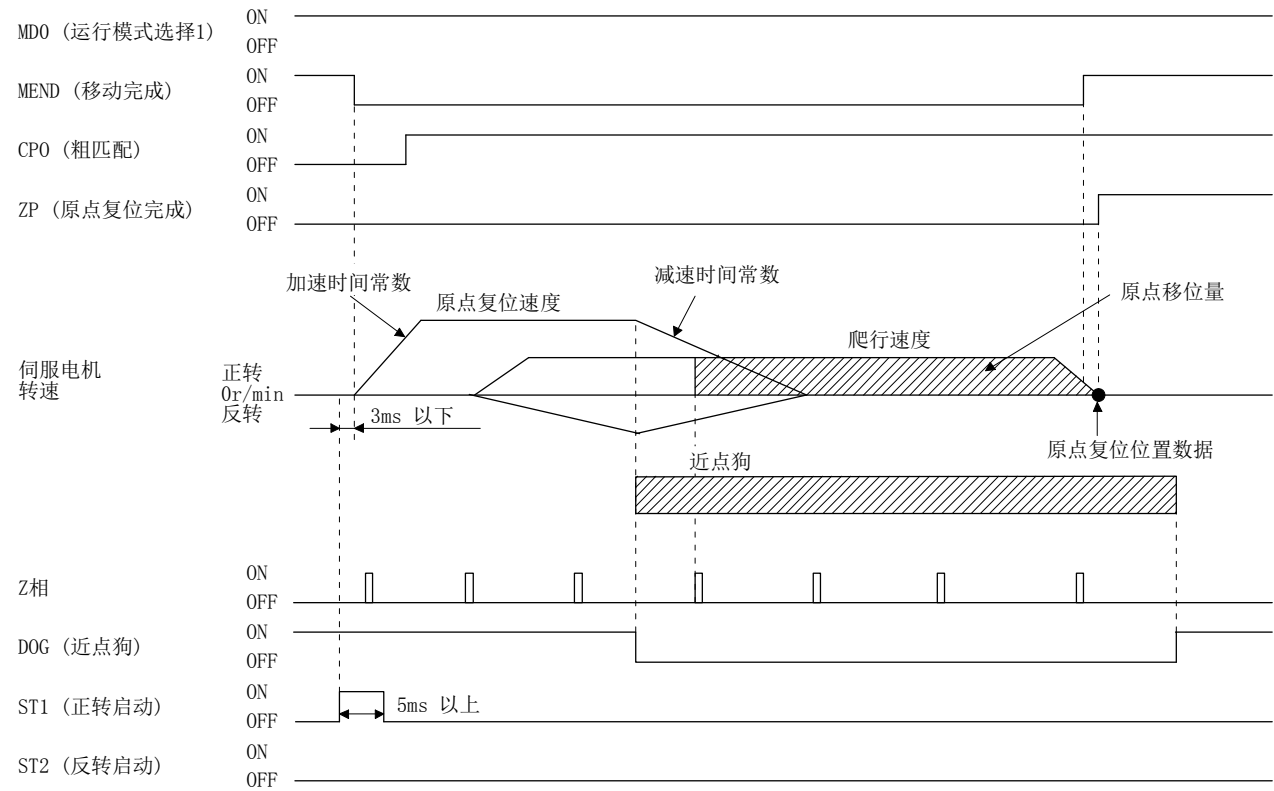 MD0 (运行模式选择1)
ON
OFF
MEND (移动完成)
ON
OFF
CPO (粗匹配)
ON
OFF
ZP (原点复位完成)
ON
OFF
加速时间常数
原点复位速度
减速时间常数
原点移位量
爬行速度
伺服电机
转速
正转
0r/min
反转
3ms 以下
原点复位位置数据
近点狗
Z相
ON
OFF
DOG (近点狗)
ON
OFF
ST1 (正转启动)
ON
OFF
5ms 以上
ST2 (反转启动)
ON
OFF